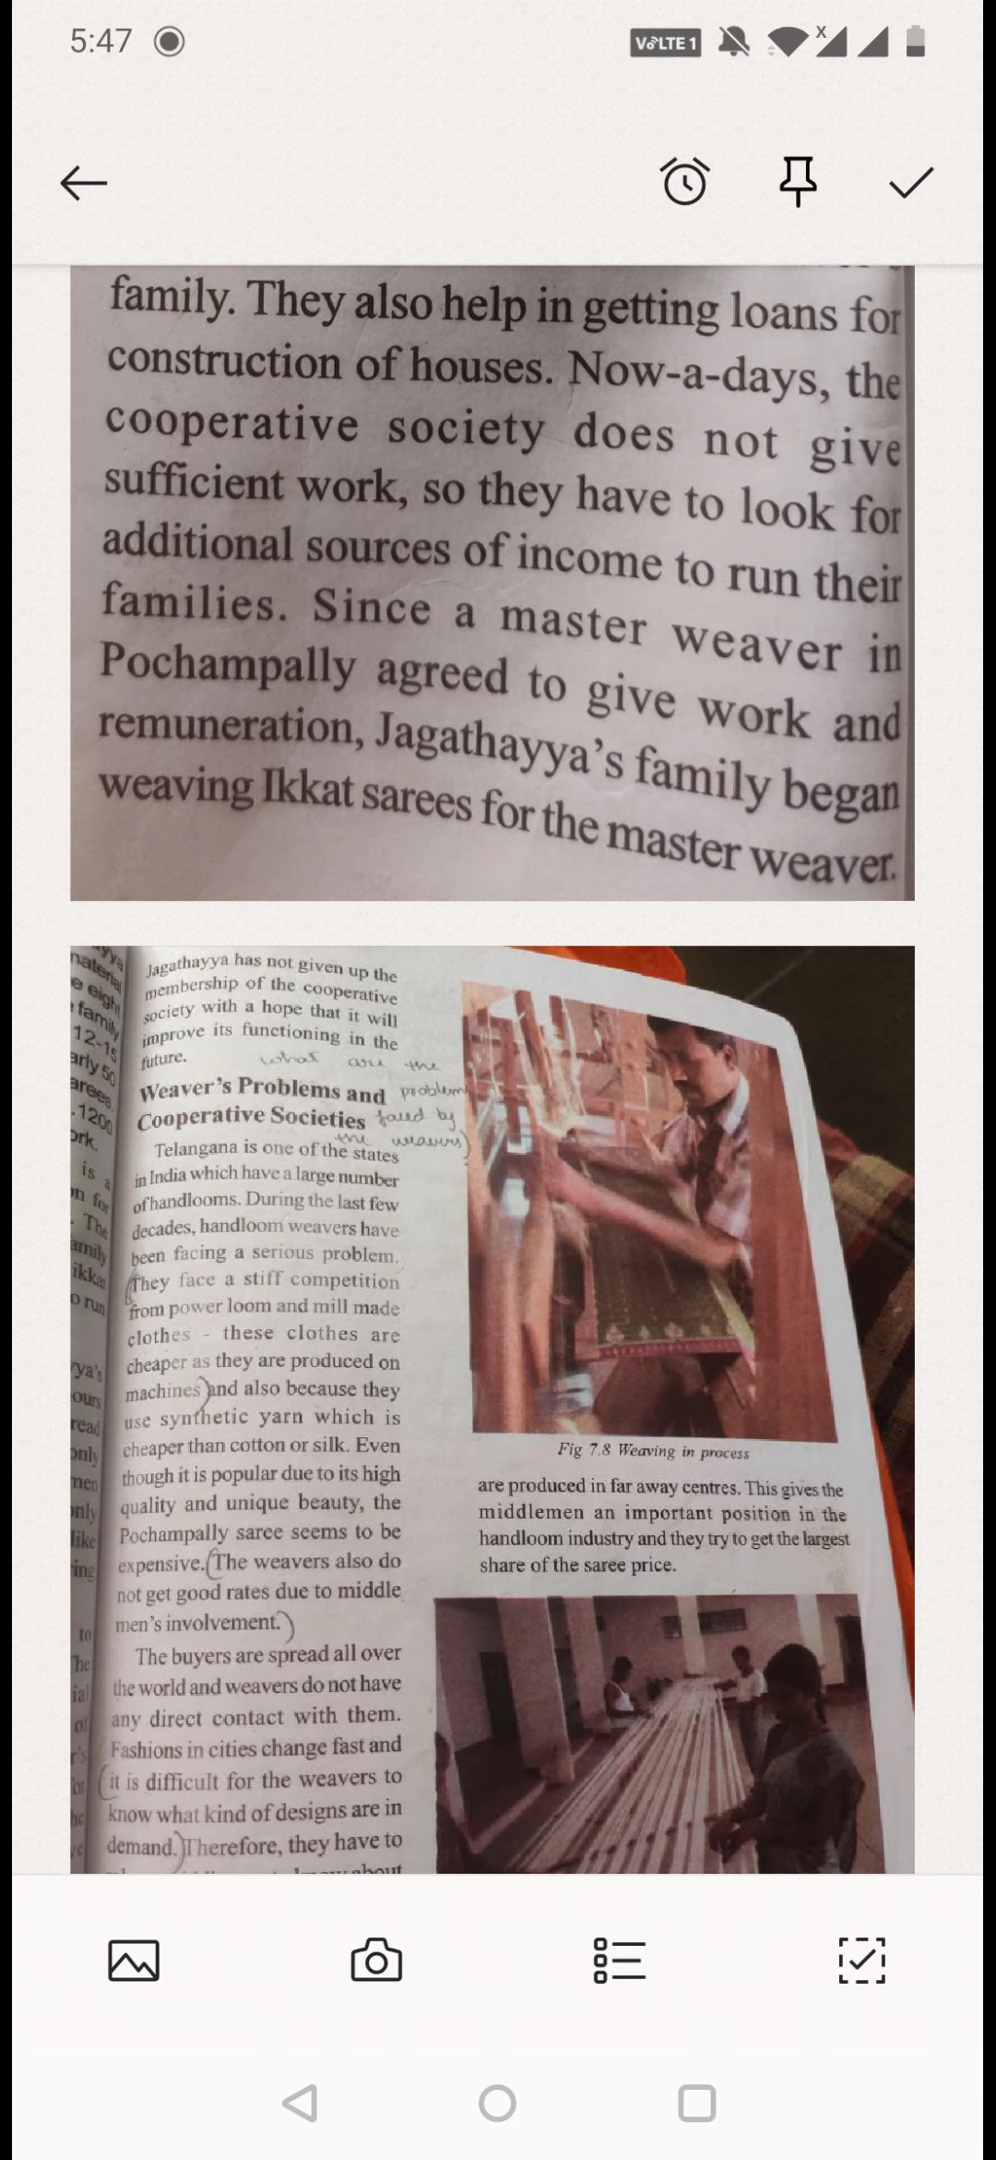 5:47
VoLTE 1
family. They also help in getting loans for
construction of houses. Now-a-days, the
cooperative society does not give
sufficient work, so they have to look for
additional sources of income to run their
families. Since a master weaver in
Pochampally agreed to give work and
remuneration, Jagathayya's family began
weaving Ikkat sarees for the master weaver.
Jagathayya has not given up the
membership of the cooperative
society with a hope that it will
improve its functioning in the
future.
what are the
problem
faced by
the weavers)
Weaver's Problems and
Cooperative Societies
Telangana is one of the states
in India which have a large number
of handlooms. During the last few
decades, handloom weavers have
been facing a serious problem.
They face a stiff competition
from power loom and mill made
clothes - these clothes are
cheaper as they are produced on
machines and also because they
use synthetic yarn which is
cheaper than cotton or silk. Even
though it is popular due to its high
quality and unique beauty, the
Pochampally saree seems to be
expensive. The weavers also do
not get good rates due to middle
men's involvement.
The buyers are spread all over
the world and weavers do not have
any direct contact with them.
Fashions in cities change fast and
it is difficult for the weavers to
know what kind of designs are in
demand. Therefore, they have to
Fig 7.8 Weaving in process
are produced in far away centres. This gives the
middlemen an important position in the
handloom industry and they try to get the largest
share of the saree price.